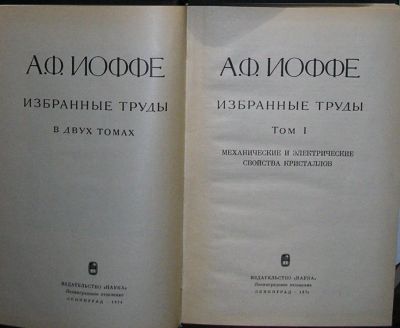 А.Ф. ИОФФЕ
ИЗБРАННЫЕ ТРУДЫ
В ДВУХ ТОМАХ
ИЗДАТЕЛЬСТВО «НАУКА»
Ленинградское отделение
ЛЕНИНГРАД · 1974
А.Ф. ИОФФЕ
ИЗБРАННЫЕ ТРУДЫ
Том I
МЕХАНИЧЕСКИЕ И ЭЛЕКТРИЧЕСКИЕ
СВОЙСТВА КРИСТАЛЛОВ
ИЗДАТЕЛЬСТВО «НАУКА»
Ленинградское отделение
ЛЕНИНГРАД · 1974